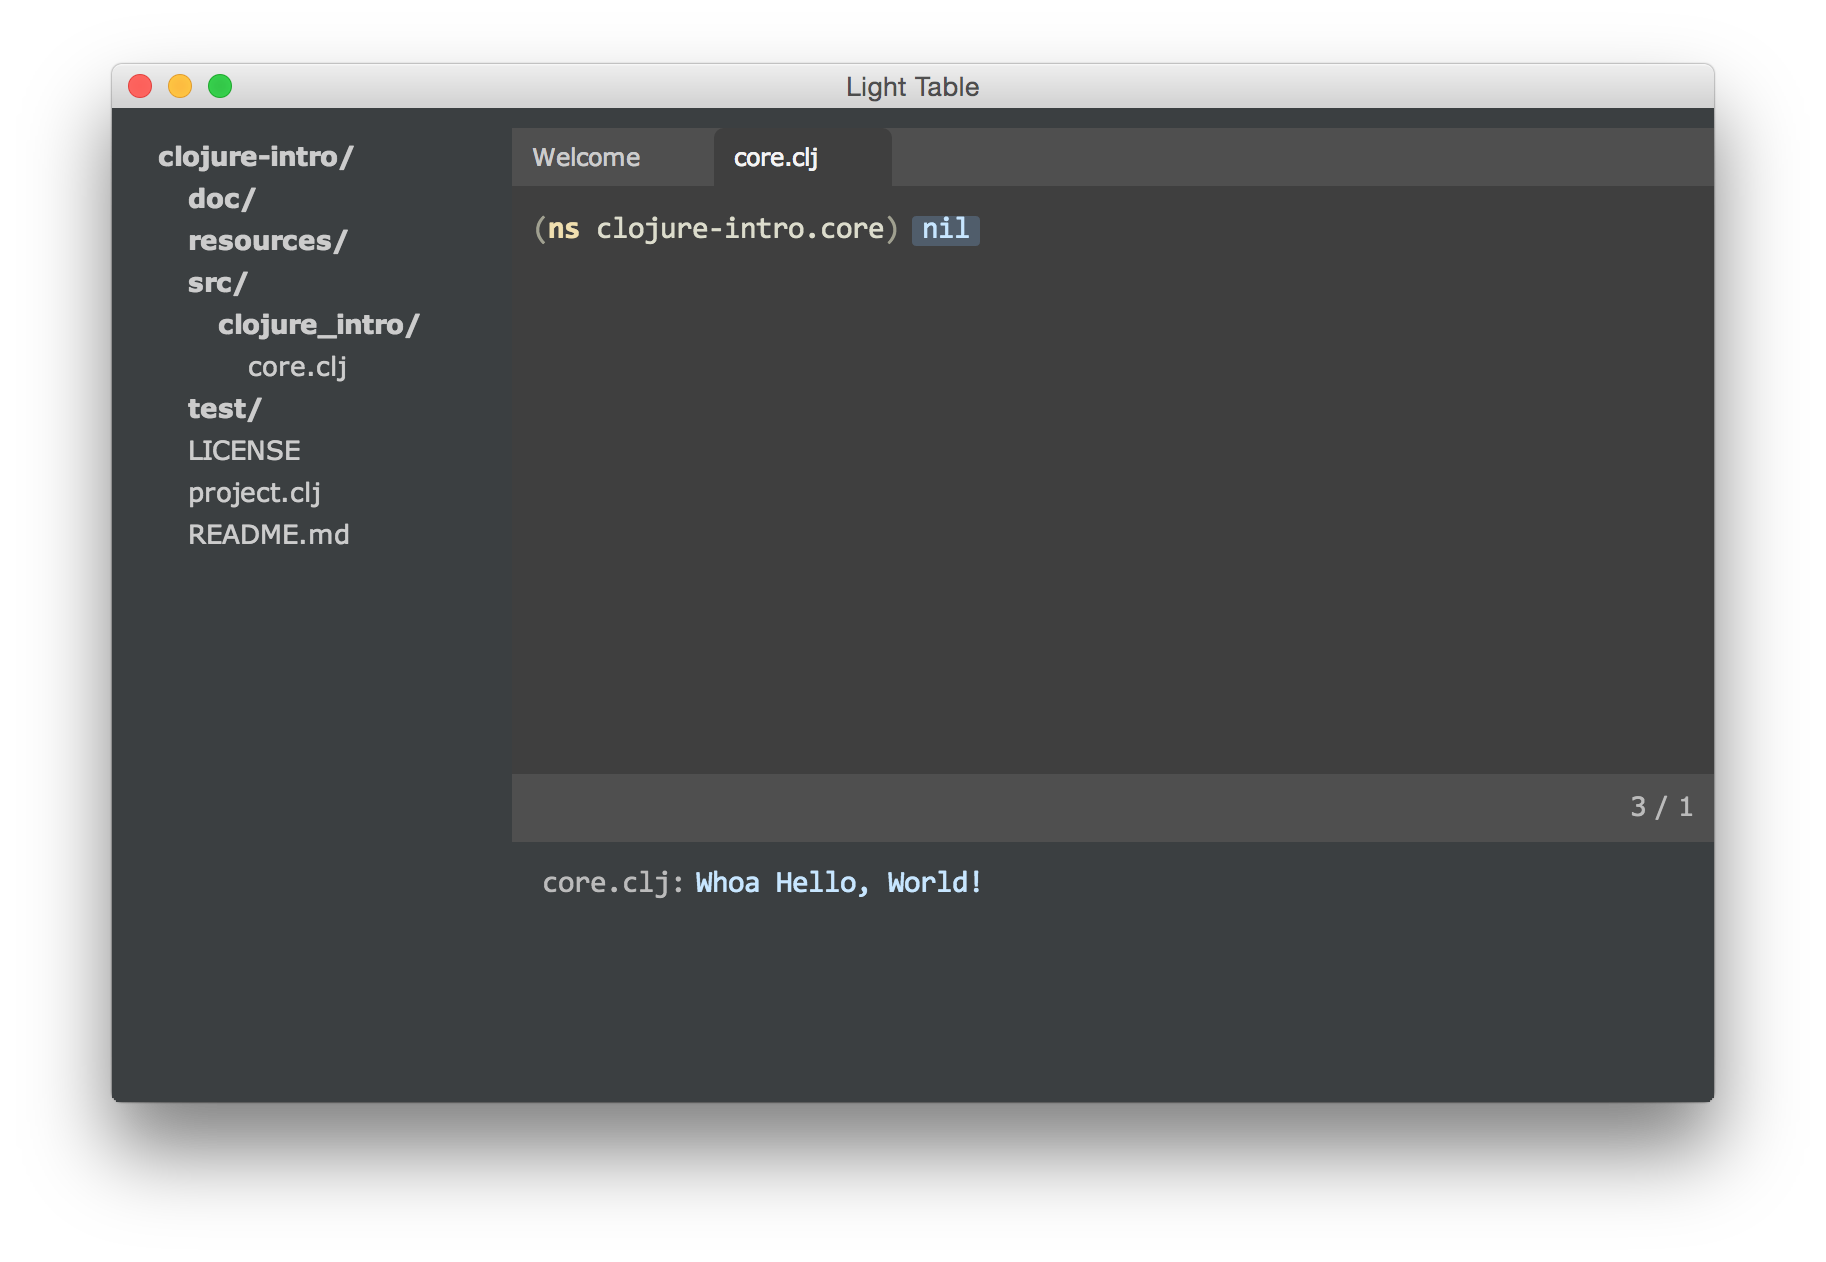 Light Table
clojure-intro/
doc/
resources/
src/
clojure_intro/
core.clj
test/
LICENSE
project.clj
README.md
Welcome core.clj
(ns clojure-intro.core) nil
3 / 1
core.clj: Whoa Hello, World!